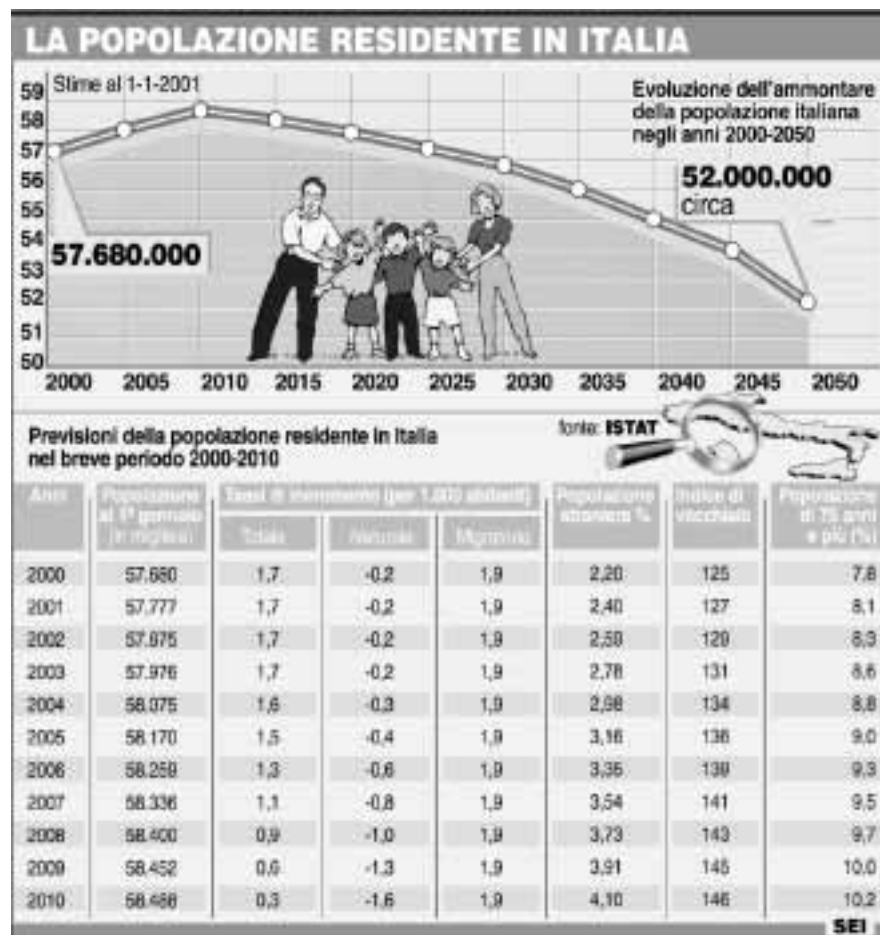 LA POPOLAZIONE RESIDENTE IN ITALIA
Stime al 1-1-2001
Evoluzione dell'ammontare
della popolazione italiana
negli anni 2000-2050
59
58
57
56
55
54
53
52
51
50
52.000.000
circa
57.680.000
2000 2005 2010 2015 2020 2025 2030 2035 2040 2045 2050
fonte: ISTAT
Previsioni della popolazione residente in Italia
nel breve periodo 2000-2010
Anni Popolazione Tassi di incremento (per 1.000 abitanti) Popolazione Indice di Popolazione
al 1° gennaio straniera % vecchiaia di 75 anni
(in migliaia) Totale Naturale Migratorio e più (%)
2000 57.680 1,7 -0,2 1,9 2,20 125 7.8
2001 57.777 1,7 -0,2 1,9 2,40 127 8,1
2002 57.875 1,7 -0,2 1,9 2,59 129 8,3
2003 57.976 1,7 -0,2 1,9 2,78 131 8,6
2004 58.075 1,6 -0,3 1,9 2,98 134 8,8
2005 58.170 1,5 -0,4 1,9 3,16 136 9,0
2006 58.259 1,3 -0,6 1,9 3,35 139 9,3
2007 58.336 1,1 -0,8 1,9 3,54 141 9,5
2008 58.400 0,9 -1,0 1,9 3,73 143 9,7
2009 58.452 0,6 -1,3 1,9 3,91 145 10.0
2010 1,9 4,10 146 10,2
0,3 -1,6
SEI